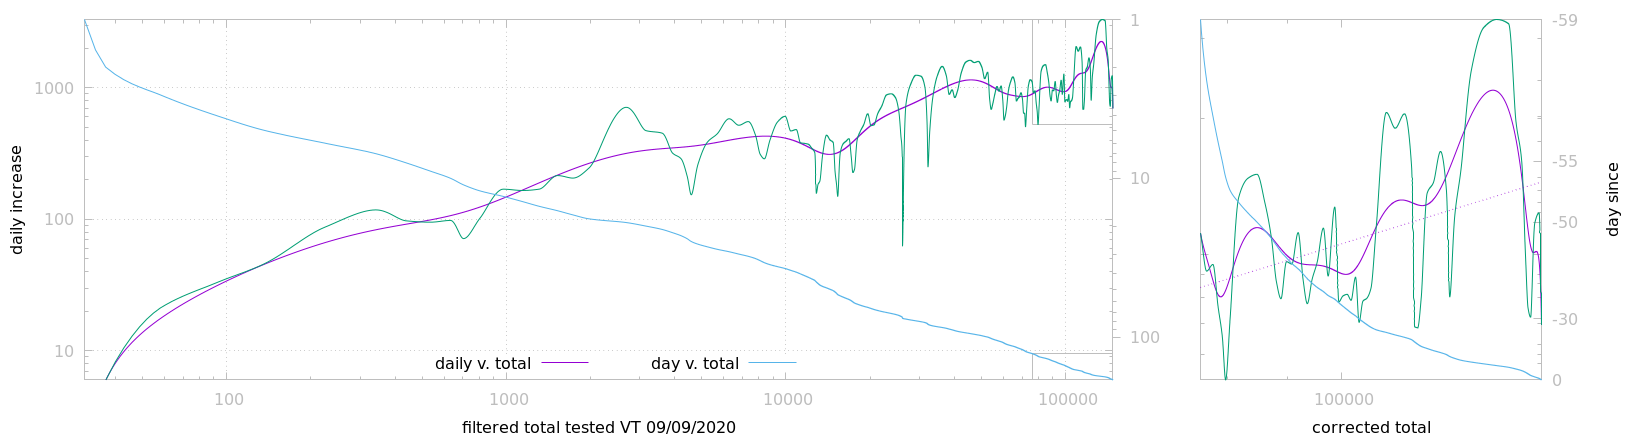 1 -59
1000
daily increase
-55
day since
10
100
-50
100 -30
10
daily v. total day v. total
0
100 1000 10000 100000 100000
filtered total tested VT 09/09/2020 corrected total